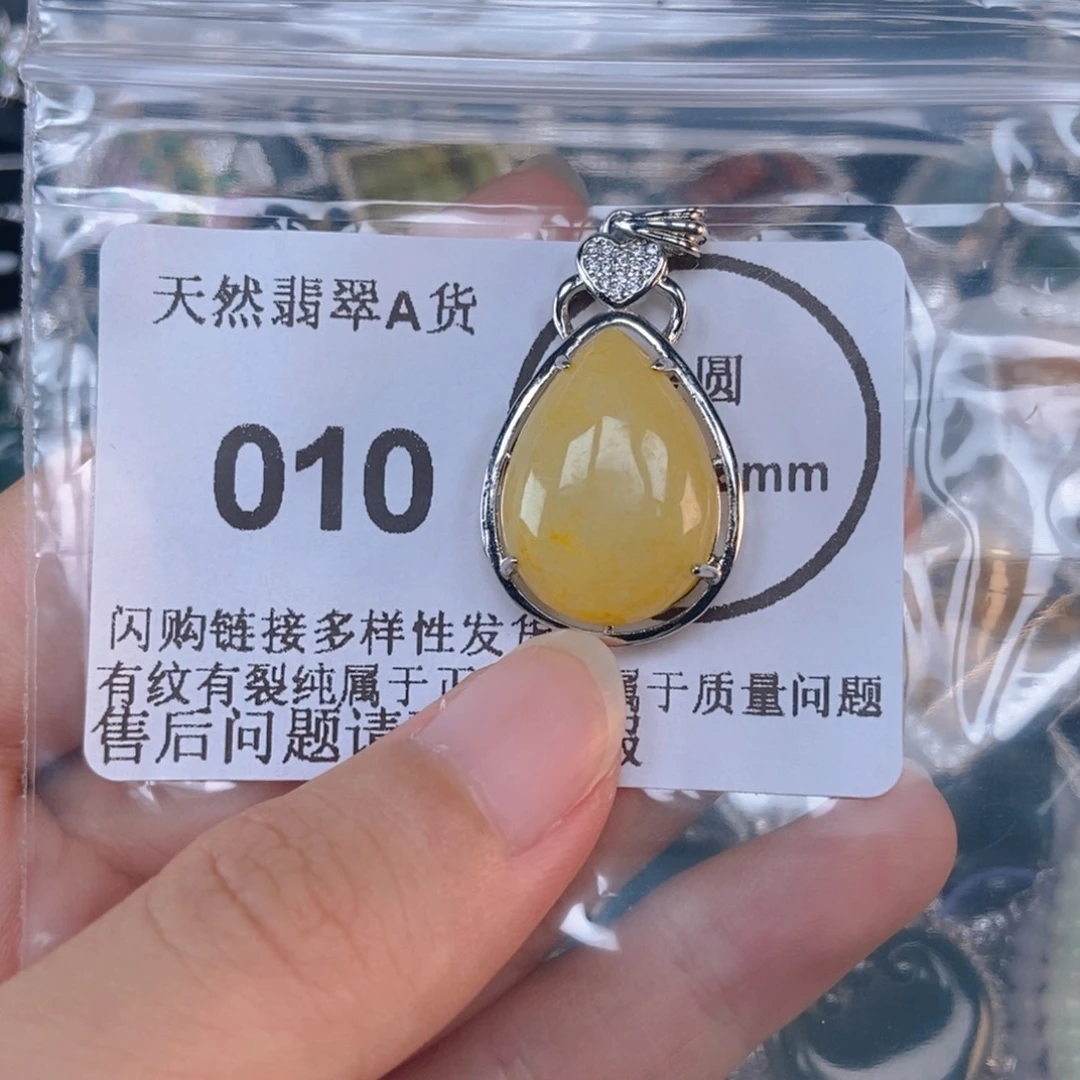 天然翡翠A货
圆
010
mm
闪购链接多样性发
有纹有裂纯属于 属于质量问题
售后问题请